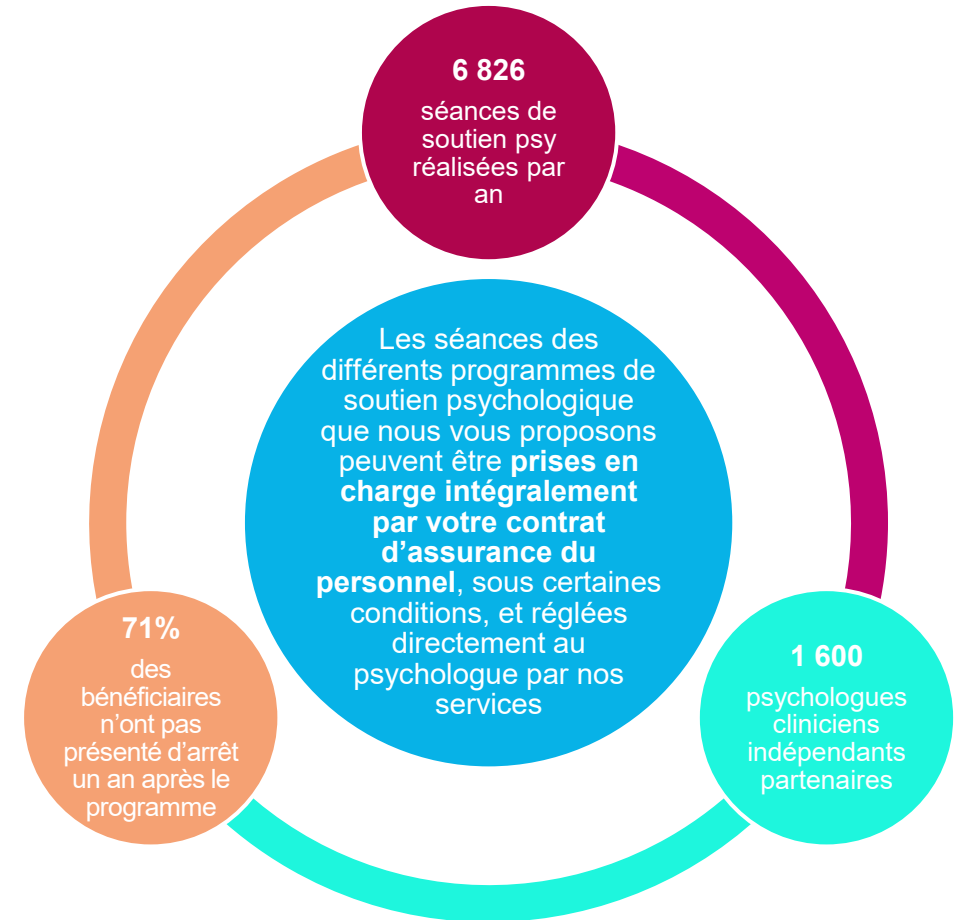 6 826
séances de
soutien psy
réalisées par
an
Les séances des
différents programmes de
soutien psychologique
que nous vous proposons
peuvent être prises en
charge intégralement
par votre contrat
d'assurance du
personnel, sous certaines
conditions, et réglées
directement au
psychologue par nos
services
71%
des
bénéficiaires
n'ont pas
présenté d'arrêt
un an après le
programme
1 600
psychologues
cliniciens
indépendants
partenaires